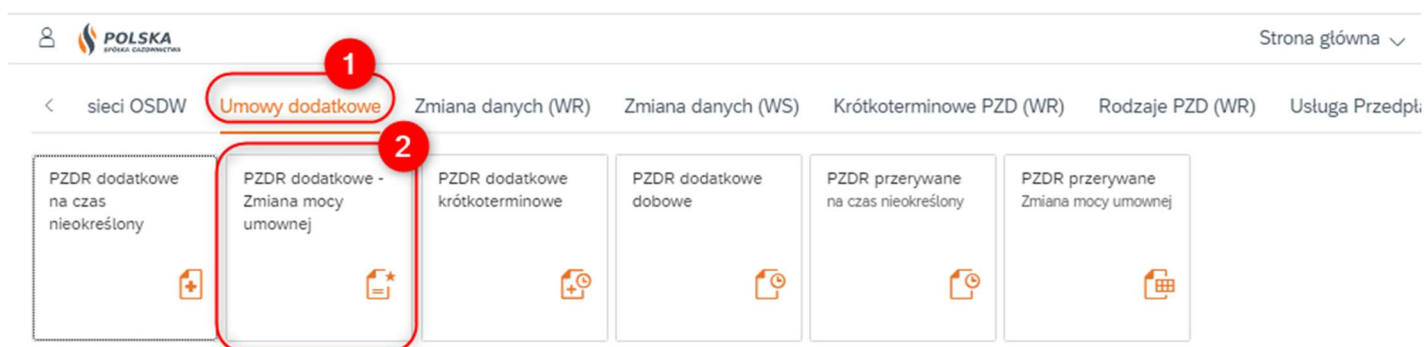 POLSKA
SPÓŁKA GAZOWNICTWA
Strona główna
1
sieci OSDW
Umowy dodatkowe
Zmiana danych (WR)
Zmiana danych (WS)
Krótkoterminowe PZD (WR)
Rodzaje PZD (WR)
Usługa Przedpł
2
PZDR dodatkowe
na czas
nieokreślony
PZDR dodatkowe -
Zmiana mocy
umownej
PZDR dodatkowe
krótkoterminowe
PZDR dodatkowe
dobowe
PZDR przerywane
na czas nieokreślony
PZDR przerywane
Zmiana mocy umownej